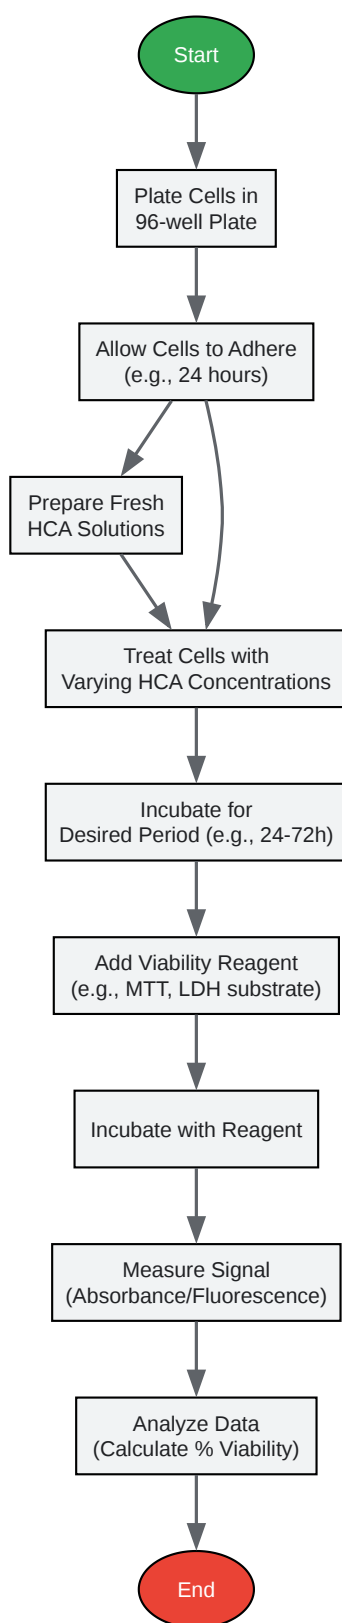 Start
Plate Cells in
96-well Plate
Allow Cells to Adhere
(e.g., 24 hours)
Prepare Fresh
HCA Solutions
Treat Cells with
Varying HCA Concentrations
Incubate for
Desired Period (e.g., 24-72h)
Add Viability Reagent
(e.g., MTT, LDH substrate)
Incubate with Reagent
Measure Signal
(Absorbance/Fluorescence)
Analyze Data
(Calculate % Viability)
End